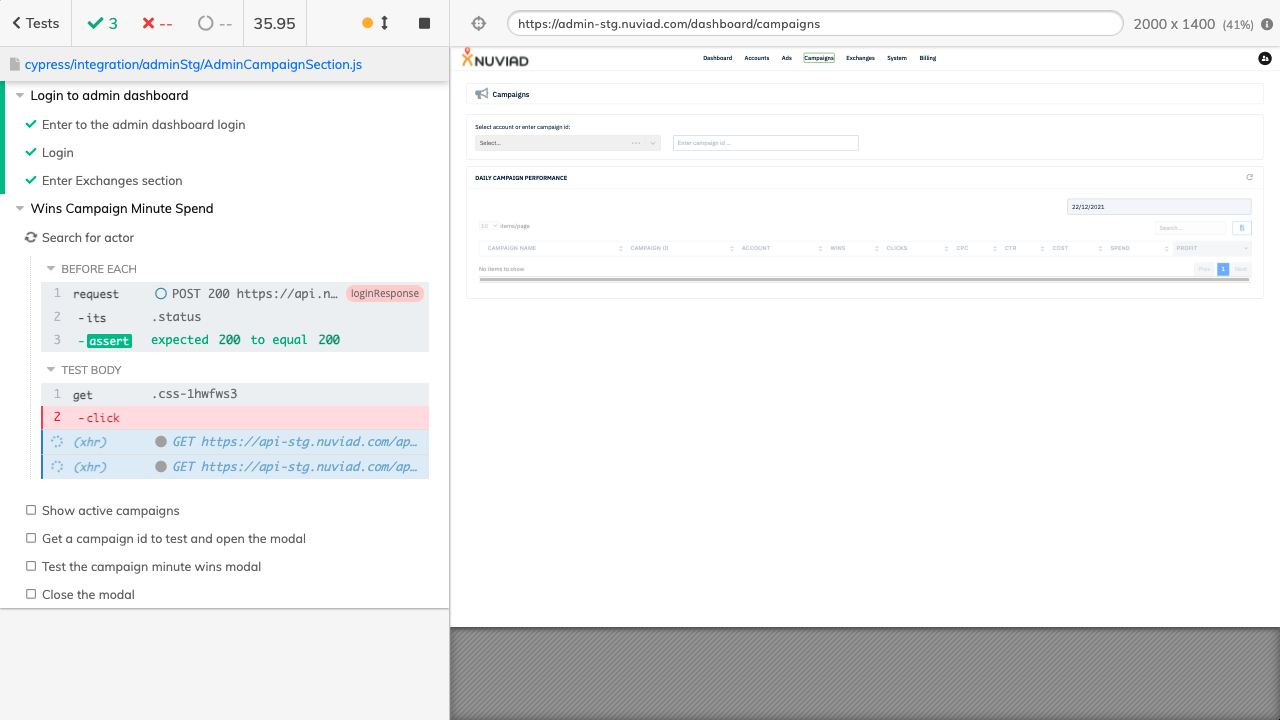 Tests
3
--
--
35.95
https://admin-stg.nuviad.com/dashboard/campaigns
2000 x 1400 (41%)
cypress/integration/adminStg/AdminCampaignSection.js
Login to admin dashboard
Enter to the admin dashboard login
Login
Enter Exchanges section
Wins Campaign Minute Spend
Search for actor
BEFORE EACH
1 request POST 200 https://api.n... loginResponse
2 -its .status
3 -assert expected 200 to equal 200
TEST BODY
1 get .css-1hwfws3
2 -click
(xhr) GET https://api-stg.nuviad.com/ap...
(xhr) GET https://api-stg.nuviad.com/ap...
Show active campaigns
Get a campaign id to test and open the modal
Test the campaign minute wins modal
Close the modal
NUVIAD
Dashboard Accounts Ads Campaigns Exchanges System Billing
Campaigns
Select account or enter campaign id:
Select... Enter campaign id ...
DAILY CAMPAIGN PERFORMANCE
22/12/2021
10 items/page Search...
CAMPAIGN NAME CAMPAIGN ID ACCOUNT WINS CLICKS CPC CTR COST SPEND PROFIT
No items to show Prev 1 Next